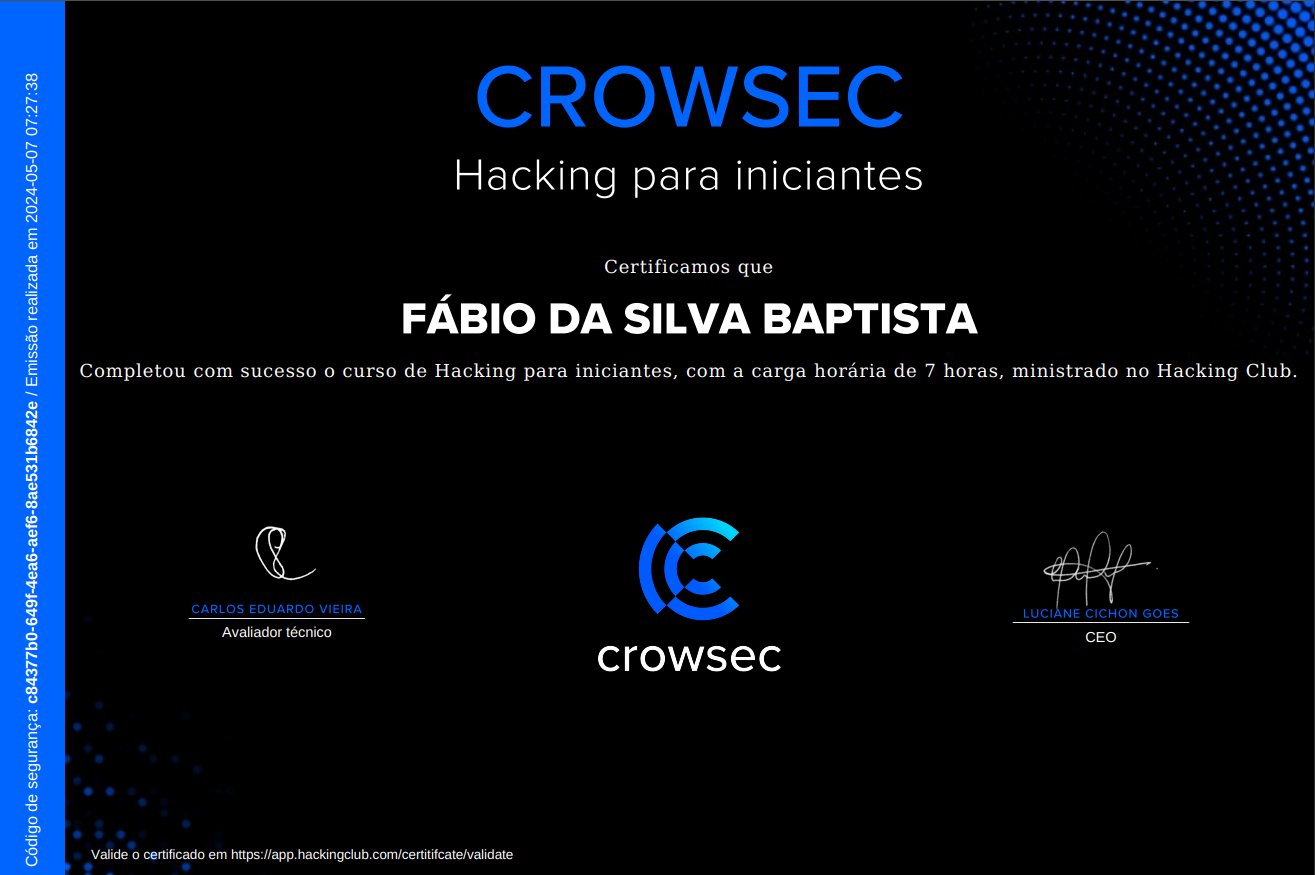 CROWSEC
Hacking para iniciantes
Certificamos que
FÁBIO DA SILVA BAPTISTA
Completou com sucesso o curso de Hacking para iniciantes, com a carga horária de 7 horas, ministrado no Hacking Club.
CARLOS EDUARDO VIEIRA
Avaliador técnico
crowsec
LUCIANE CICHON GOES
CEO
Valide o certificado em https://app.hackingclub.com/certitifcate/validate
Código de segurança: c84377b0-649f-4ea6-aef6-8ae531b6842e / Emissão realizada em 2024-05-07 07:27:38